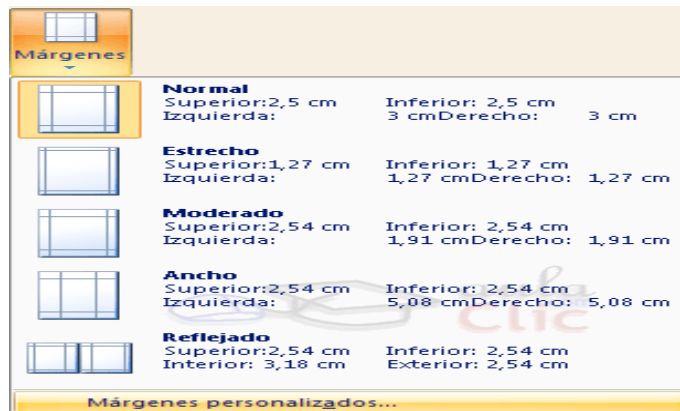 Márgenes
Normal
Superior:2,5 cm Inferior: 2,5 cm
Izquierda: 3 cmDerecho: 3 cm
Estrecho
Superior:1,27 cm Inferior: 1,27 cm
Izquierda: 1,27 cmDerecho: 1,27 cm
Moderado
Superior:2,54 cm Inferior: 2,54 cm
Izquierda: 1,91 cmDerecho: 1,91 cm
Ancho
Superior:2,54 cm Inferior: 2,54 cm
Izquierda: 5,08 cmDerecho: 5,08 cm
aula
Clic
Reflejado
Superior:2,54 cm Inferior: 2,54 cm
Interior: 3,18 cm Exterior: 2,54 cm
Márgenes personalizados...